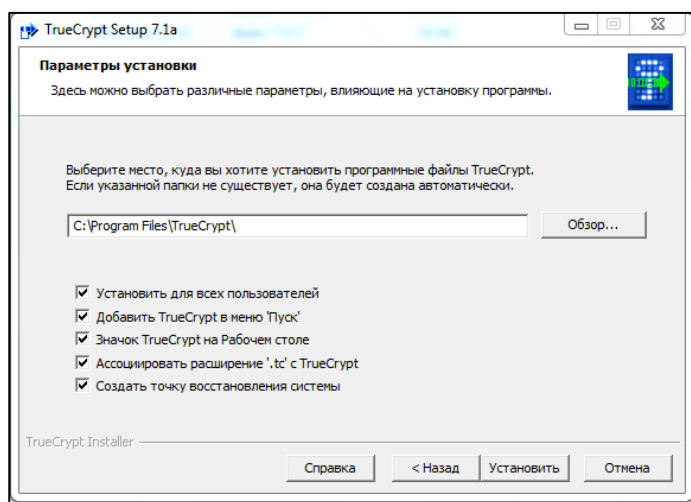 TrueCrypt Setup 7.1a
Параметры установки
Здесь можно выбрать различные параметры, влияющие на установку программы.
Выберите место, куда вы хотите установить программные файлы TrueCrypt.
Если указанной папки не существует, она будет создана автоматически.
C:\Program Files\TrueCrypt\
Обзор...
Установить для всех пользователей
Добавить TrueCrypt в меню 'Пуск'
Значок TrueCrypt на Рабочем столе
Ассоциировать расширение '.tc' с TrueCrypt
Создать точку восстановления системы
TrueCrypt Installer
Справка < Назад Установить Отмена